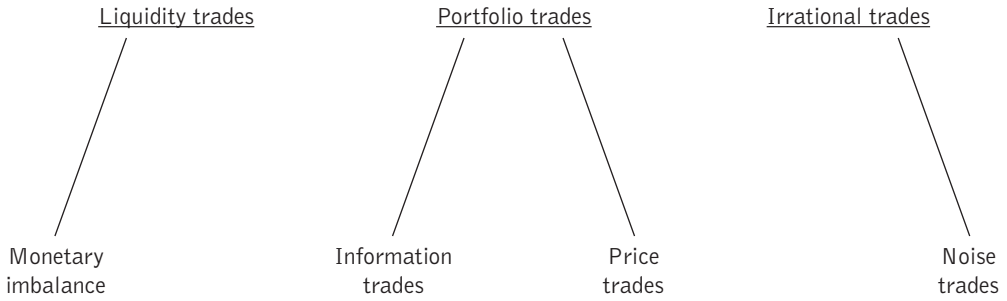 Liquidity trades
Portfolio trades
Irrational trades
Monetary
imbalance
Information
trades
Price
trades
Noise
trades